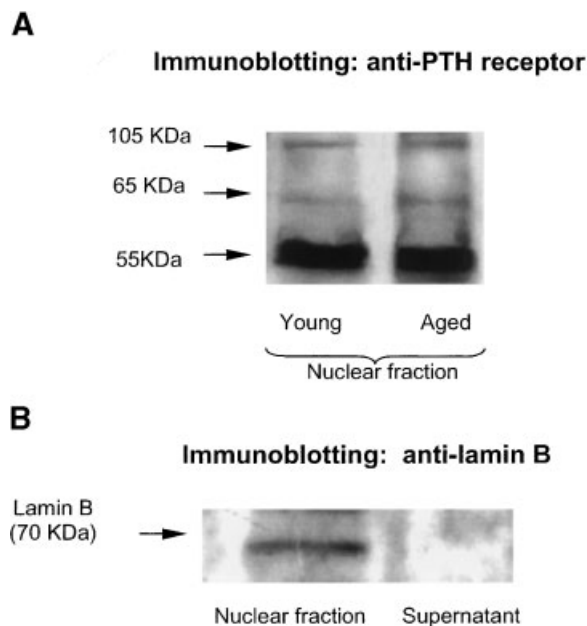 A
Immunoblotting: anti-PTH receptor
105 KDa
65 KDa
55KDa
Young Aged
Nuclear fraction
B
Immunoblotting: anti-lamin B
Lamin B
(70 KDa)
Nuclear fraction Supernatant